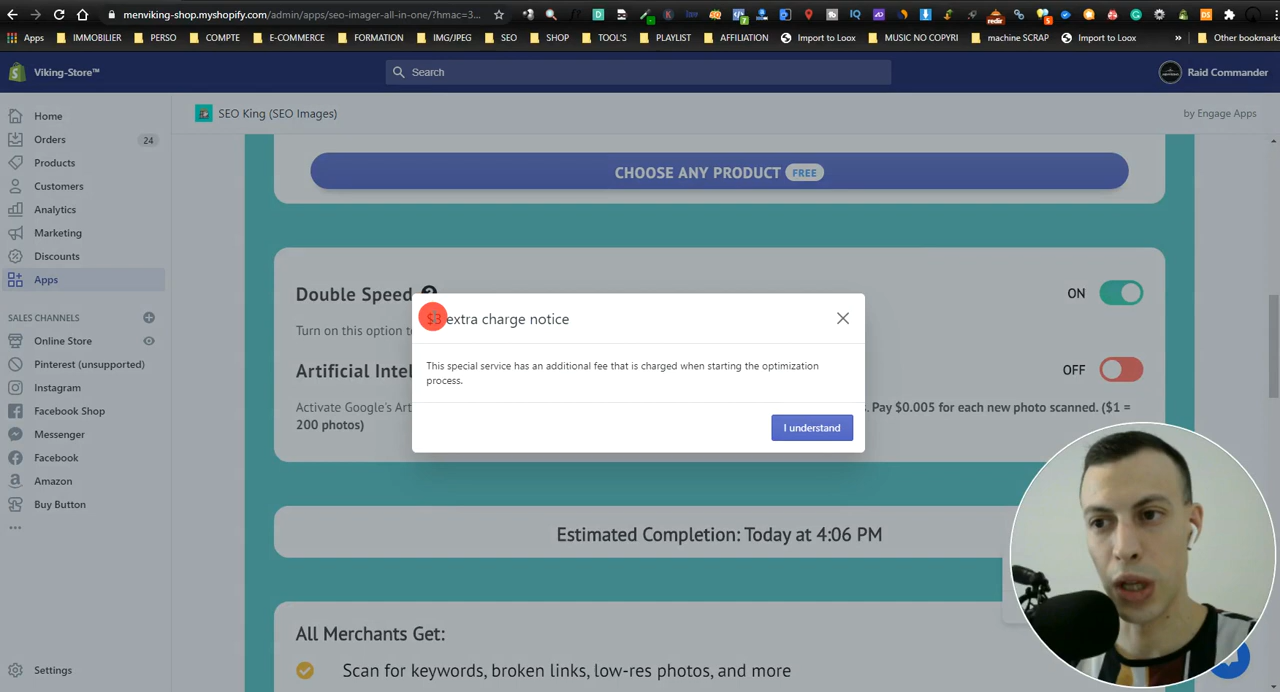 menviking-shop.myshopify.com/admin/apps/seo-imager-all-in-one/?hmac=3...
Apps IMMOBILIER PERSO COMPTE E-COMMERCE FORMATION IMG/JPEG SEO SHOP TOOL'S PLAYLIST AFFILIATION Import to Loox MUSIC NO COPYRI machine SCRAP Import to Loox » Other bookmarks
Viking-Store™
Search
Raid Commander
SEO King (SEO Images)
by Engage Apps
Home
Orders 24
Products
Customers
Analytics
Marketing
Discounts
Apps
SALES CHANNELS
Online Store
Pinterest (unsupported)
Instagram
Facebook Shop
Messenger
Facebook
Amazon
Buy Button
Settings
CHOOSE ANY PRODUCT FREE
Double Speed
ON
Turn on this option t
Artificial Intel
OFF
Activate Google's Art
. Pay $0.005 for each new photo scanned. ($1 =
200 photos)
$3 extra charge notice
This special service has an additional fee that is charged when starting the optimization
process.
I understand
Estimated Completion: Today at 4:06 PM
All Merchants Get:
Scan for keywords, broken links, low-res photos, and more